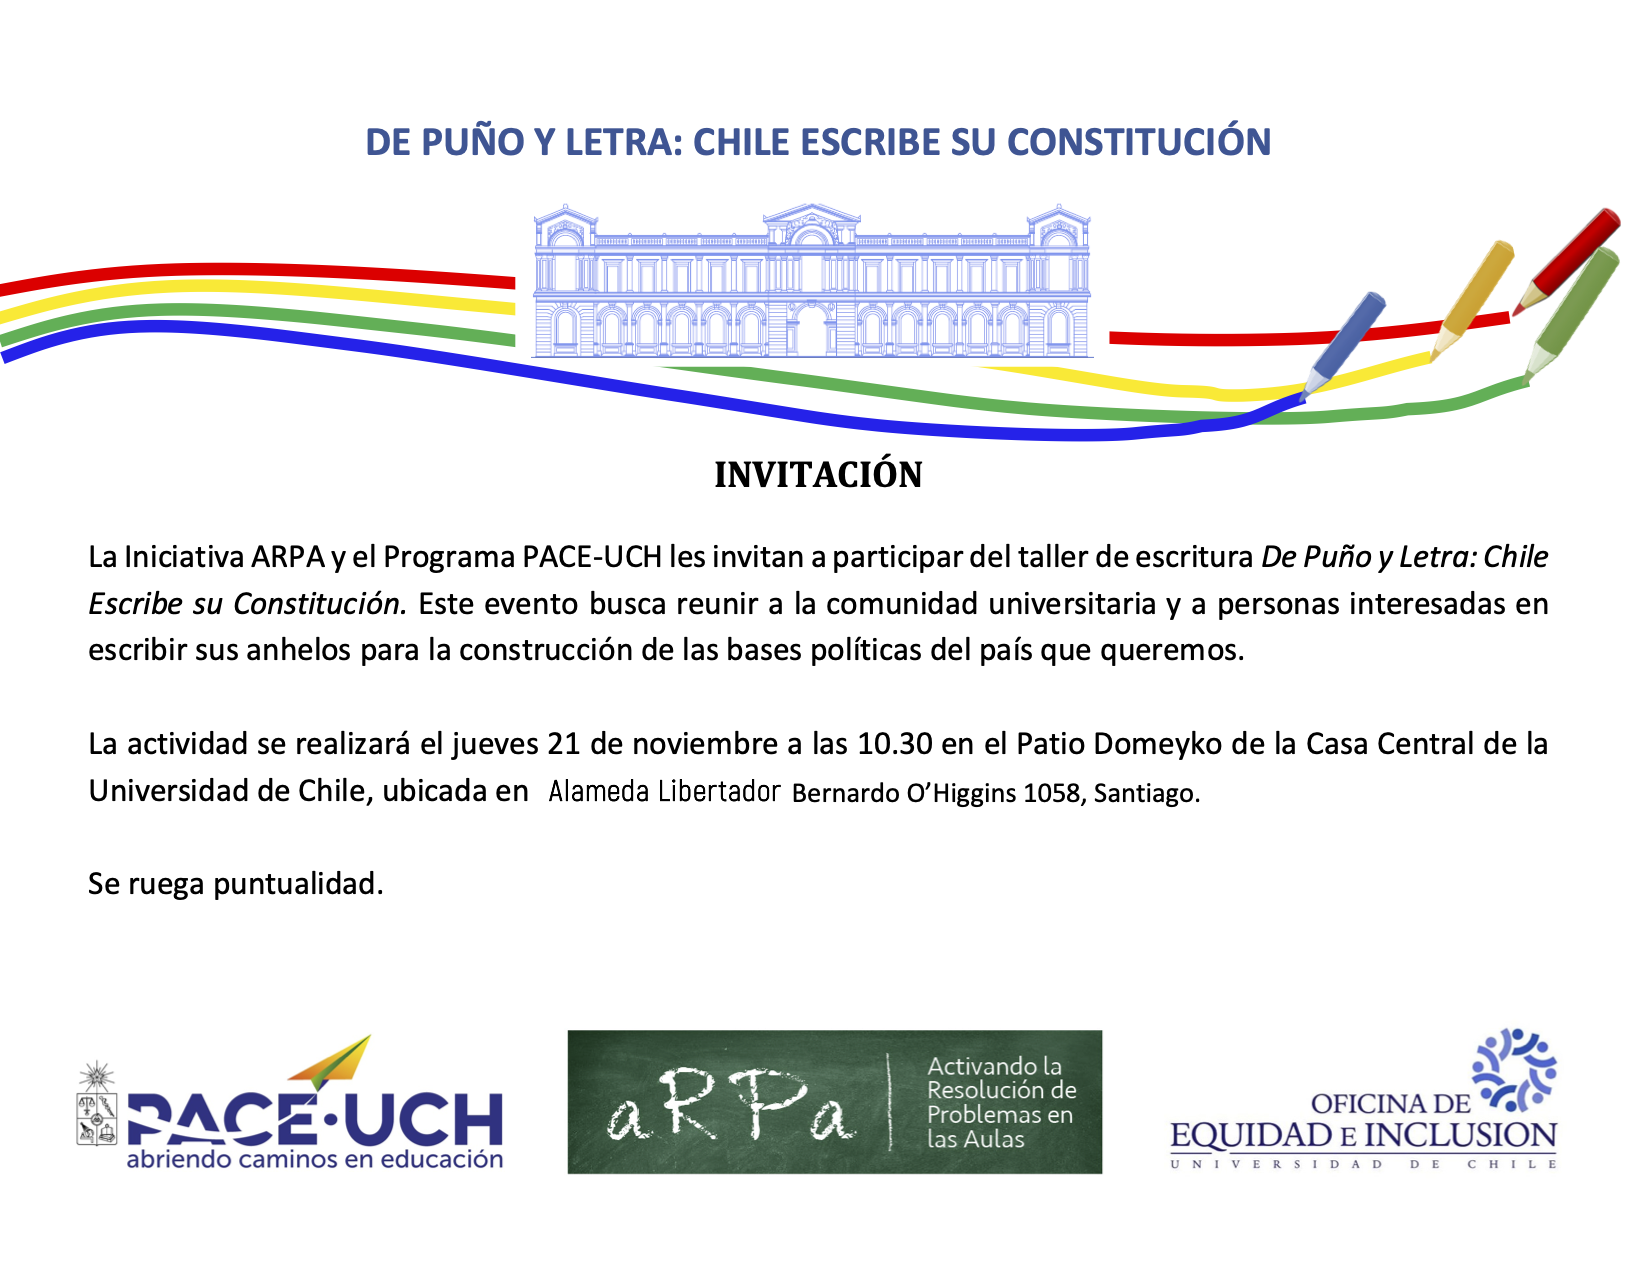 DE PUÑO Y LETRA: CHILE ESCRIBE SU CONSTITUCIÓN
INVITACIÓN
La Iniciativa ARPA y el Programa PACE-UCH les invitan a participar del taller de escritura De Puño y Letra: Chile
Escribe su Constitución. Este evento busca reunir a la comunidad universitaria y a personas interesadas en
escribir sus anhelos para la construcción de las bases políticas del país que queremos.
La actividad se realizará el jueves 21 de noviembre a las 10.30 en el Patio Domeyko de la Casa Central de la
Universidad de Chile, ubicada en Alameda Libertador Bernardo O’Higgins 1058, Santiago.
Se ruega puntualidad.
PACE·UCH
abriendo caminos en educación
aRPa
Activando la
Resolución de
Problemas en
las Aulas
OFICINA DE
EQUIDAD E INCLUSION
UNIVERSIDAD DE CHILE